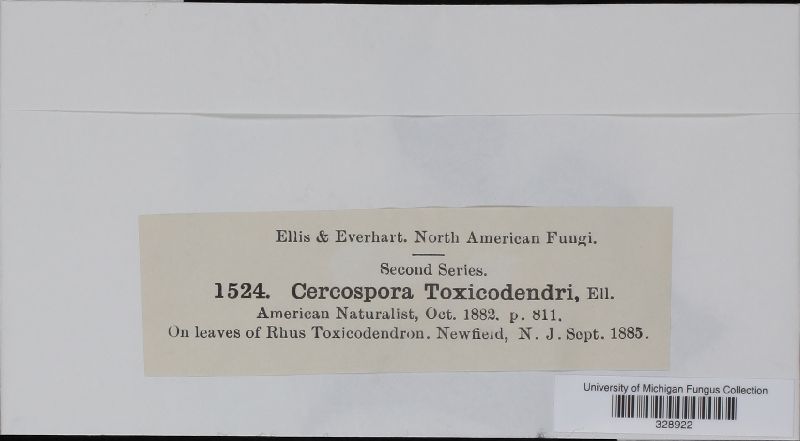 Ellis & Everhart. North American Fungi.
Second Series.
1524. Cercospora Toxicodendri, Ell.
American Naturalist, Oct. 1882. p. 811.
On leaves of Rhus Toxicodendron. Newfield, N. J. Sept. 1885.
University of Michigan Fungus Collection
328922